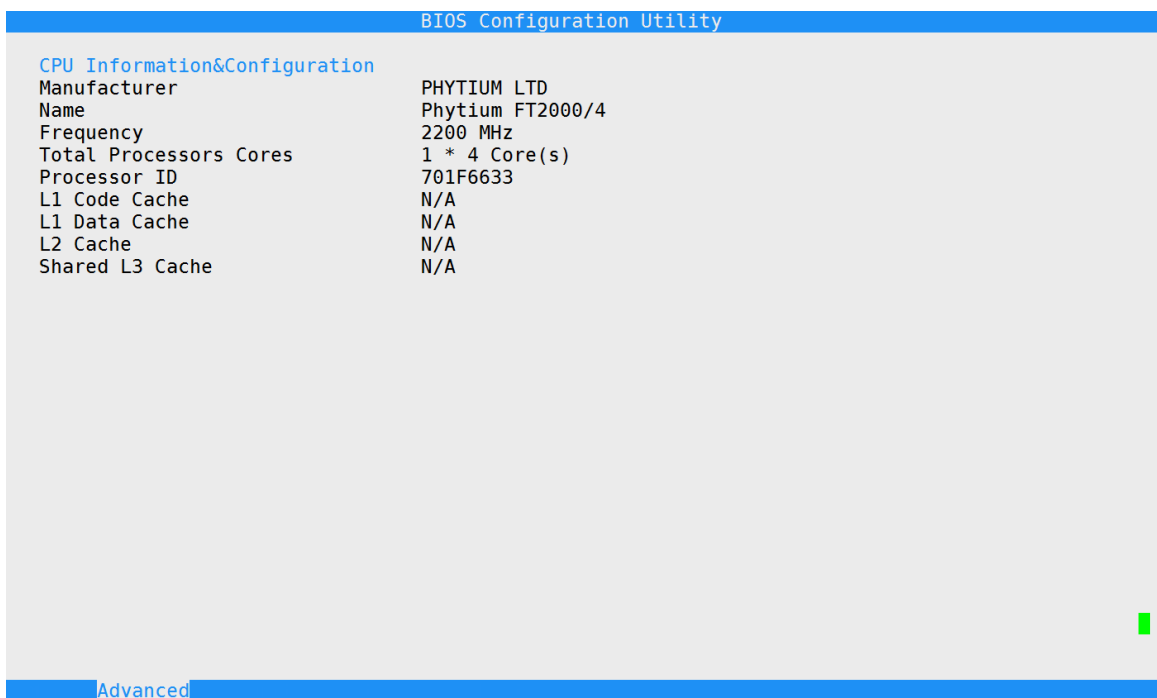 BIOS Configuration Utility
CPU Information&Configuration
Manufacturer PHYTIUM LTD
Name Phytium FT2000/4
Frequency 2200 MHz
Total Processors Cores 1 * 4 Core(s)
Processor ID 701F6633
L1 Code Cache N/A
L1 Data Cache N/A
L2 Cache N/A
Shared L3 Cache N/A
Advanced